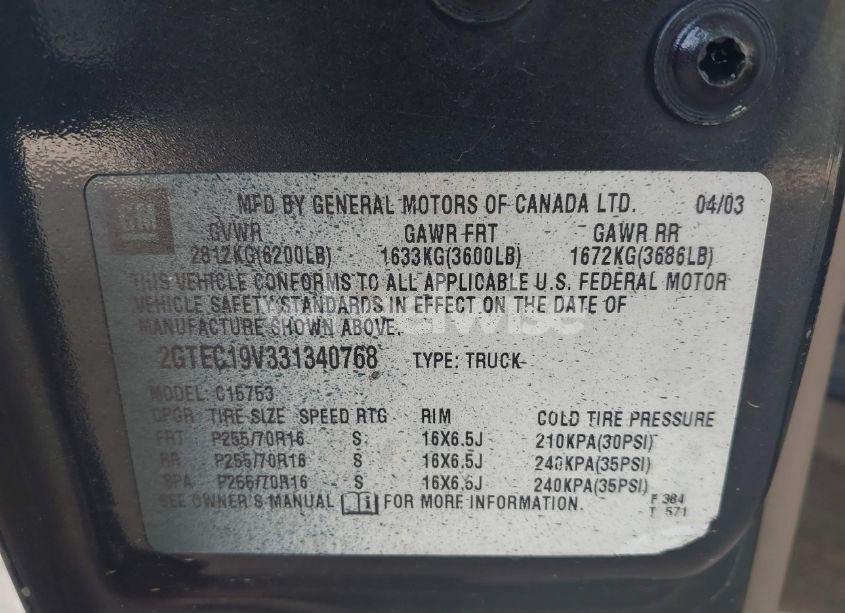 GM
MFD BY GENERAL MOTORS OF CANADA LTD. 04/03
GVWR GAWR FRT GAWR RR
2812KG(6200LB) 1633KG(3600LB) 1672KG(3686LB)
THIS VEHICLE CONFORMS TO ALL APPLICABLE U.S. FEDERAL MOTOR
VEHICLE SAFETY STANDARDS IN EFFECT ON THE DATE OF
MANUFACTURE SHOWN ABOVE.
2GTEC19V331340768 TYPE: TRUCK
MODEL: C15753
CPGR TIRE SIZE SPEED RTG RIM COLD TIRE PRESSURE
FRT P255/70R16 S 16X6.5J 210KPA(30PSI)
RR P255/70R16 S 16X6.5J 240KPA(35PSI)
SPA P255/70R16 S 16X6.5J 240KPA(35PSI)
SEE OWNER'S MANUAL FOR MORE INFORMATION.
F 384
T 571